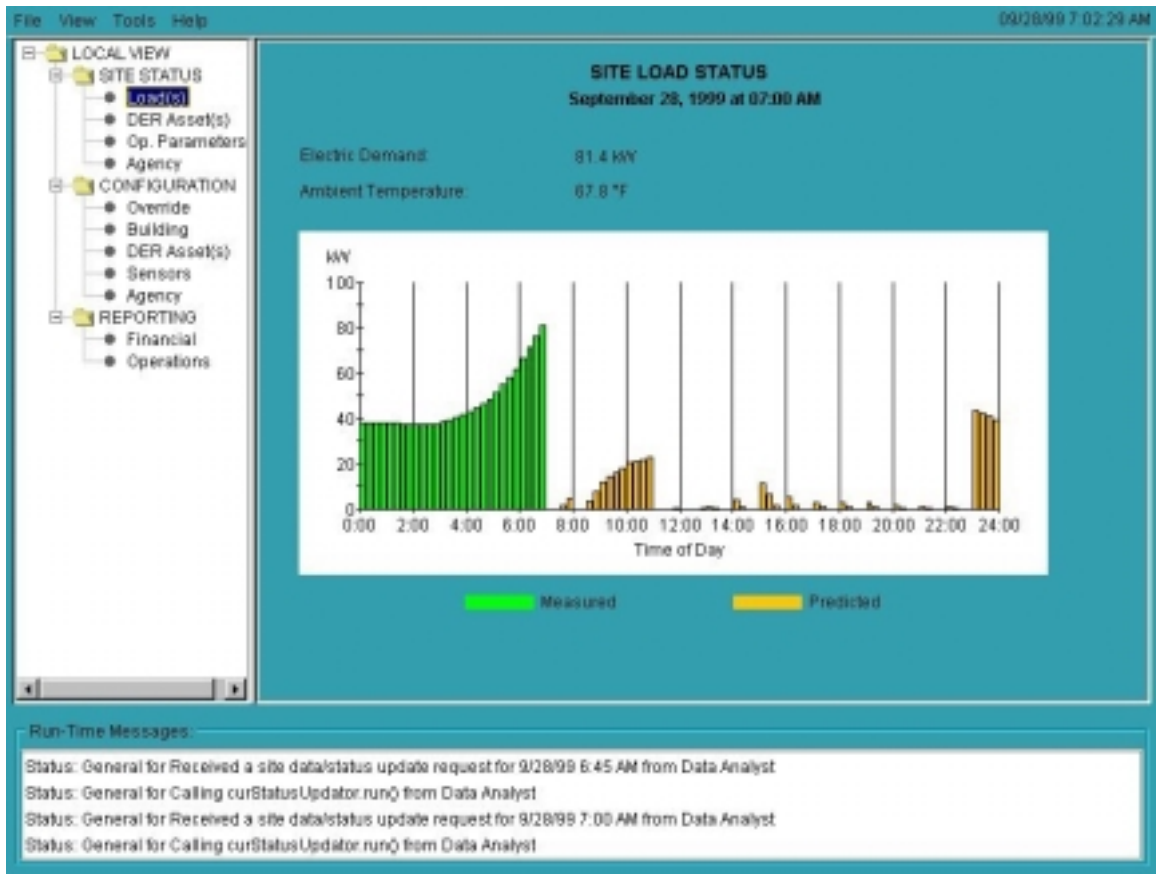 File View Tools Help
09/28/99 7:02:29 AM
LOCAL VIEW
SITE STATUS
Load(s)
DER Asset(s)
Op. Parameters
Agency
CONFIGURATION
Override
Building
DER Asset(s)
Sensors
Agency
REPORTING
Financial
Operations
SITE LOAD STATUS
September 28, 1999 at 07:00 AM
Electric Demand: 81.4 kW
Ambient Temperature: 67.8 °F
kW
100
80
60
40
20
0
0:00 2:00 4:00 6:00 8:00 10:00 12:00 14:00 16:00 18:00 20:00 22:00 24:00
Time of Day
Measured Predicted
Run-Time Messages:
Status: General for Received a site data/status update request for 9/28/99 6:45 AM from Data Analyst
Status: General for Calling curStatusUpdator.run() from Data Analyst
Status: General for Received a site data/status update request for 9/28/99 7:00 AM from Data Analyst
Status: General for Calling curStatusUpdator.run() from Data Analyst